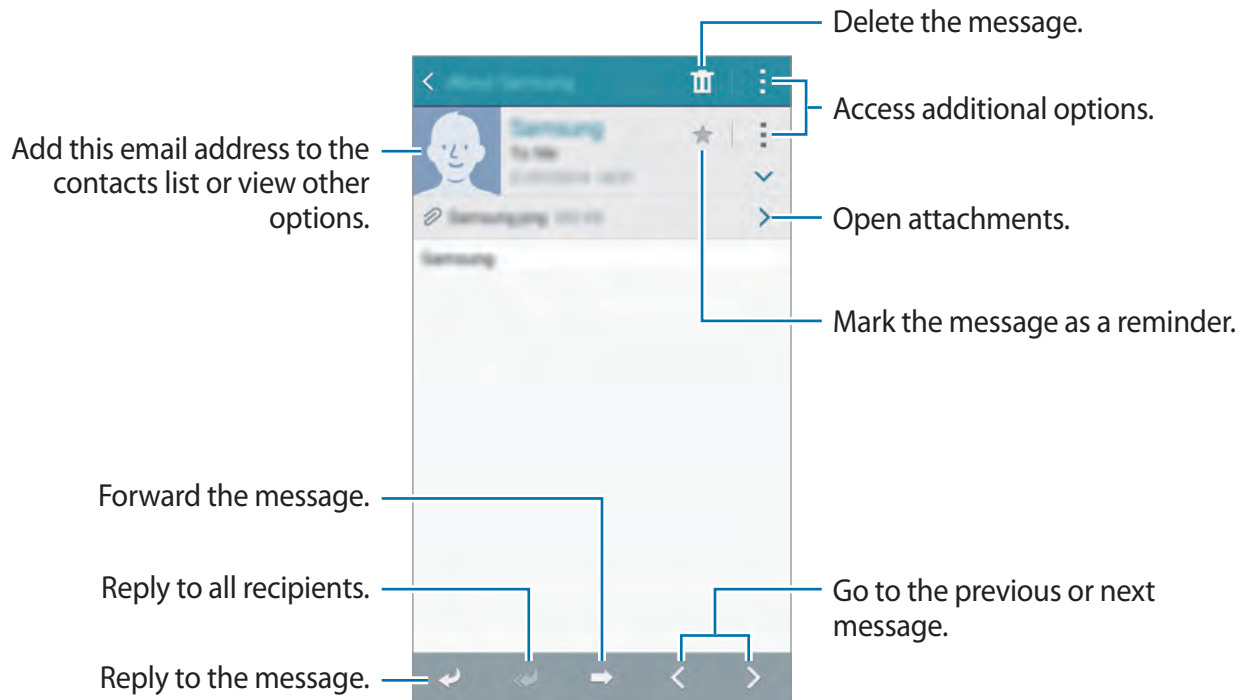 Delete the message.
Access additional options.
Add this email address to the
contacts list or view other
options.
Samsung
Open attachments.
Samsung
Mark the message as a reminder.
Forward the message.
Reply to all recipients.
Go to the previous or next
message.
Reply to the message.